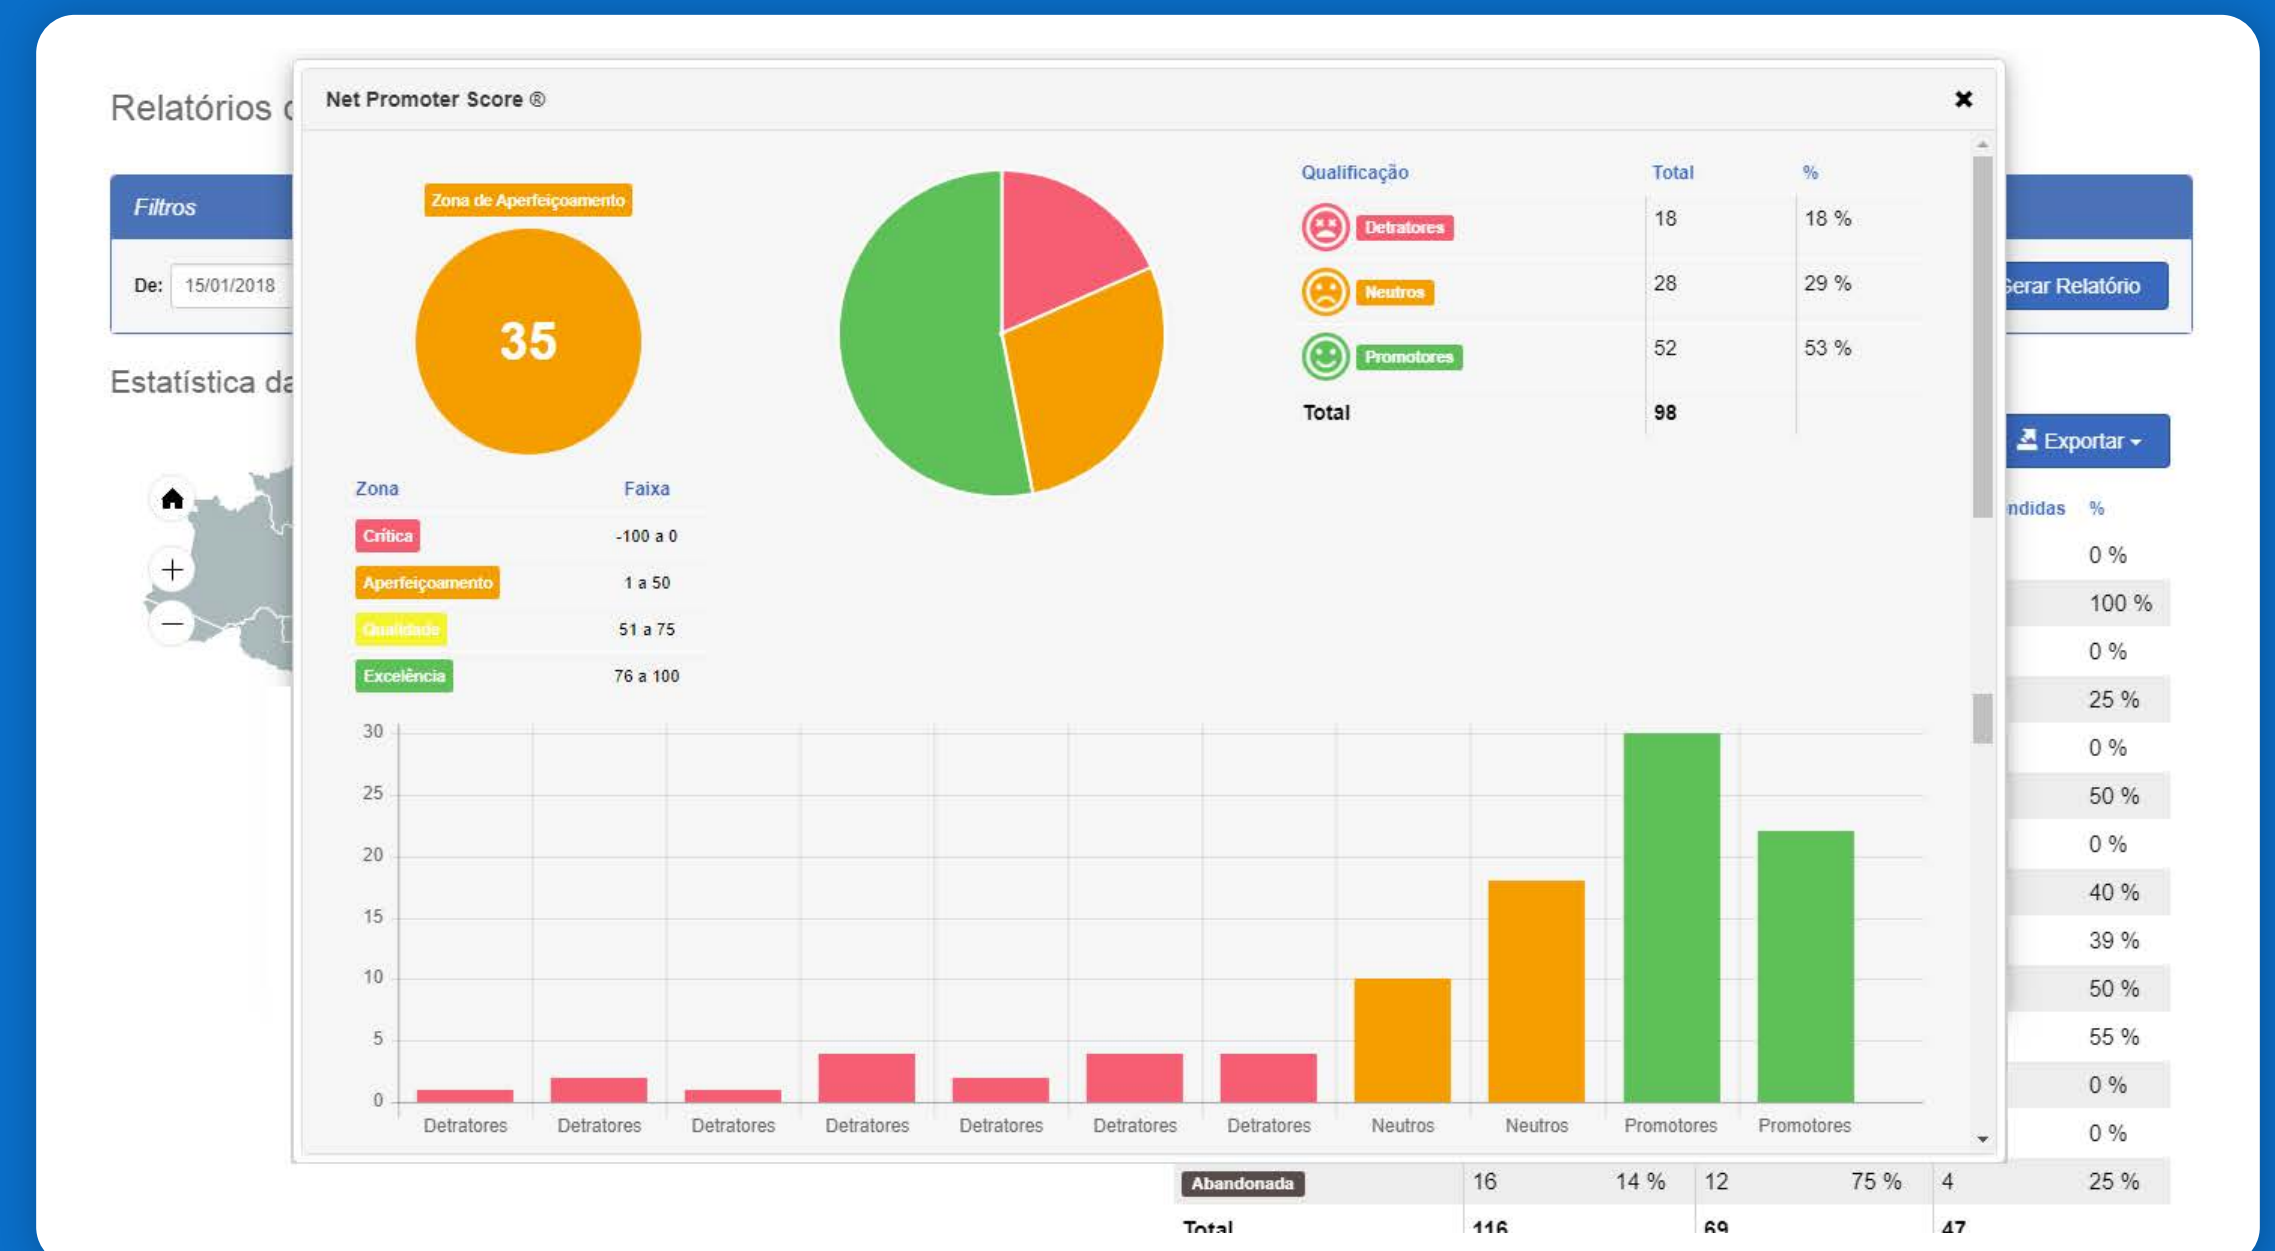 Relatórios
Net Promoter Score ®
Filtros
De: 15/01/2018
Gerar Relatório
Estatística da
Exportar
Zona de Aperfeiçoamento
35
Qualificação Total %
Detratores 18 18 %
Neutros 28 29 %
Promotores 52 53 %
Total 98
Zona Faixa
Crítica -100 a 0
Aperfeiçoamento 1 a 50
Qualidade 51 a 75
Excelência 76 a 100
30
25
20
15
10
5
0
Detratores Detratores Detratores Detratores Detratores Detratores Detratores Neutros Neutros Promotores Promotores
ndidas %
0 %
100 %
0 %
25 %
0 %
50 %
0 %
40 %
39 %
50 %
55 %
0 %
0 %
Abandonada 16 14 % 12 75 % 4 25 %
Total 116 69 47